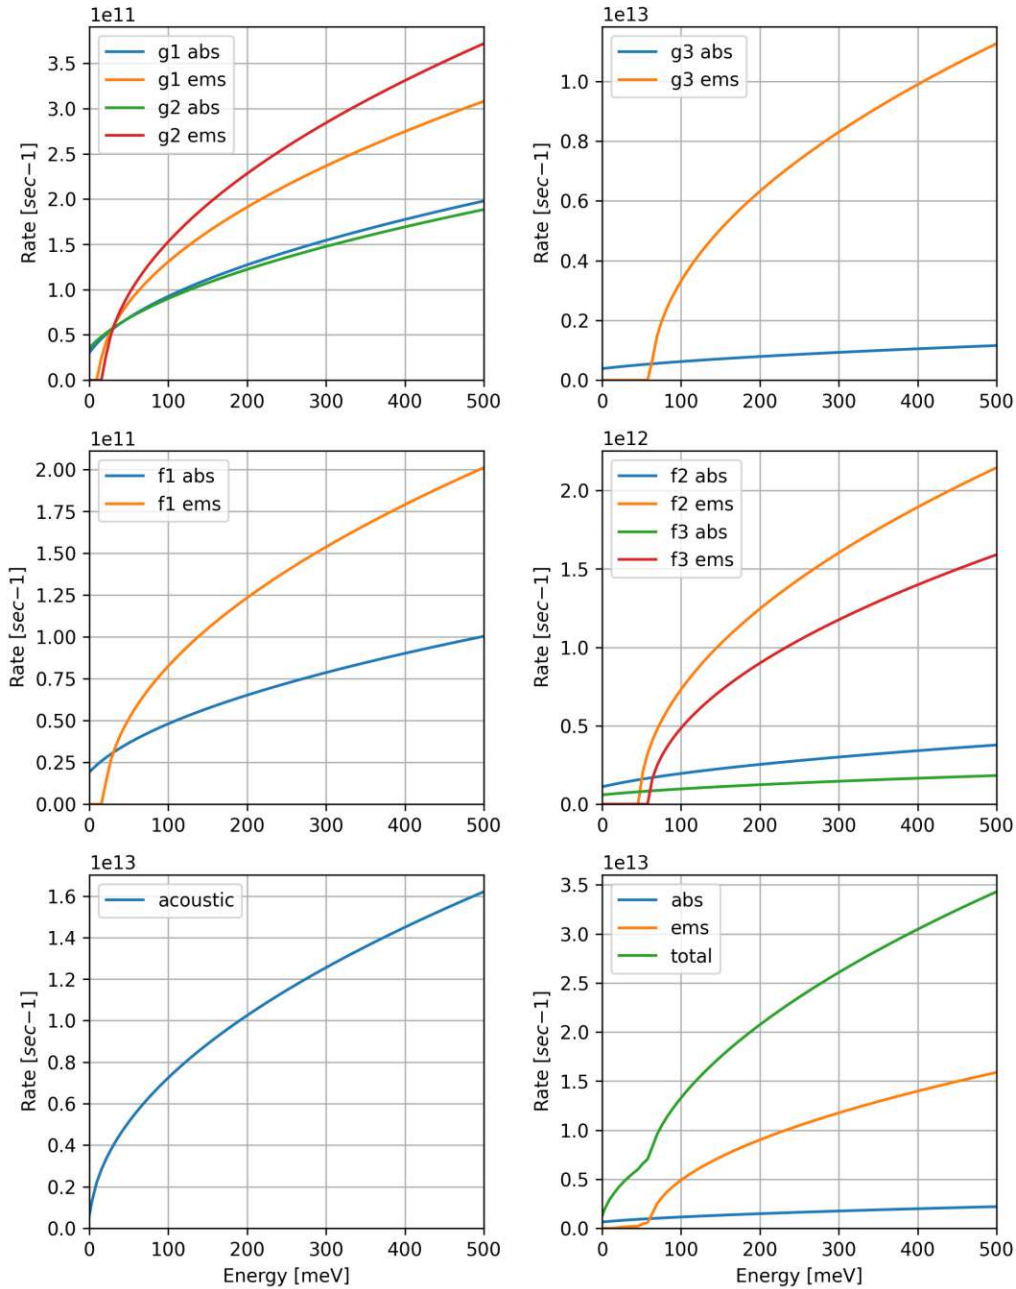 1e11
g1 abs
g1 ems
g2 abs
g2 ems
Rate [sec−1]
3.5
3.0
2.5
2.0
1.5
1.0
0.5
0.0
0 100 200 300 400 500
1e13
g3 abs
g3 ems
Rate [sec−1]
1.0
0.8
0.6
0.4
0.2
0.0
0 100 200 300 400 500
1e11
f1 abs
f1 ems
Rate [sec−1]
2.00
1.75
1.50
1.25
1.00
0.75
0.50
0.25
0.00
0 100 200 300 400 500
1e12
f2 abs
f2 ems
f3 abs
f3 ems
Rate [sec−1]
2.0
1.5
1.0
0.5
0.0
0 100 200 300 400 500
1e13
acoustic
Rate [sec−1]
1.6
1.4
1.2
1.0
0.8
0.6
0.4
0.2
0.0
0 100 200 300 400 500
Energy [meV]
1e13
abs
ems
total
Rate [sec−1]
3.5
3.0
2.5
2.0
1.5
1.0
0.5
0.0
0 100 200 300 400 500
Energy [meV]